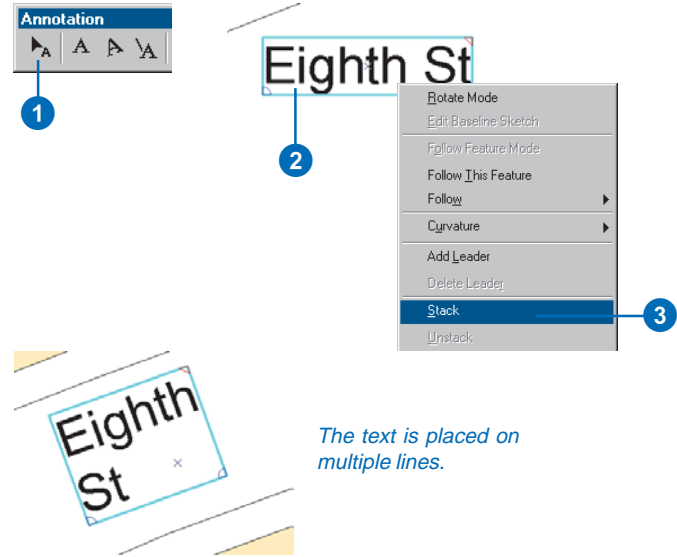 Annotation
A A A A
1
Eighth St
2
Rotate Mode
Edit Baseline Sketch
Follow Feature Mode
Follow This Feature
Follow
Curvature
Add Leader
Delete Leader
Stack
3
Unstack
Eighth
St
The text is placed on
multiple lines.